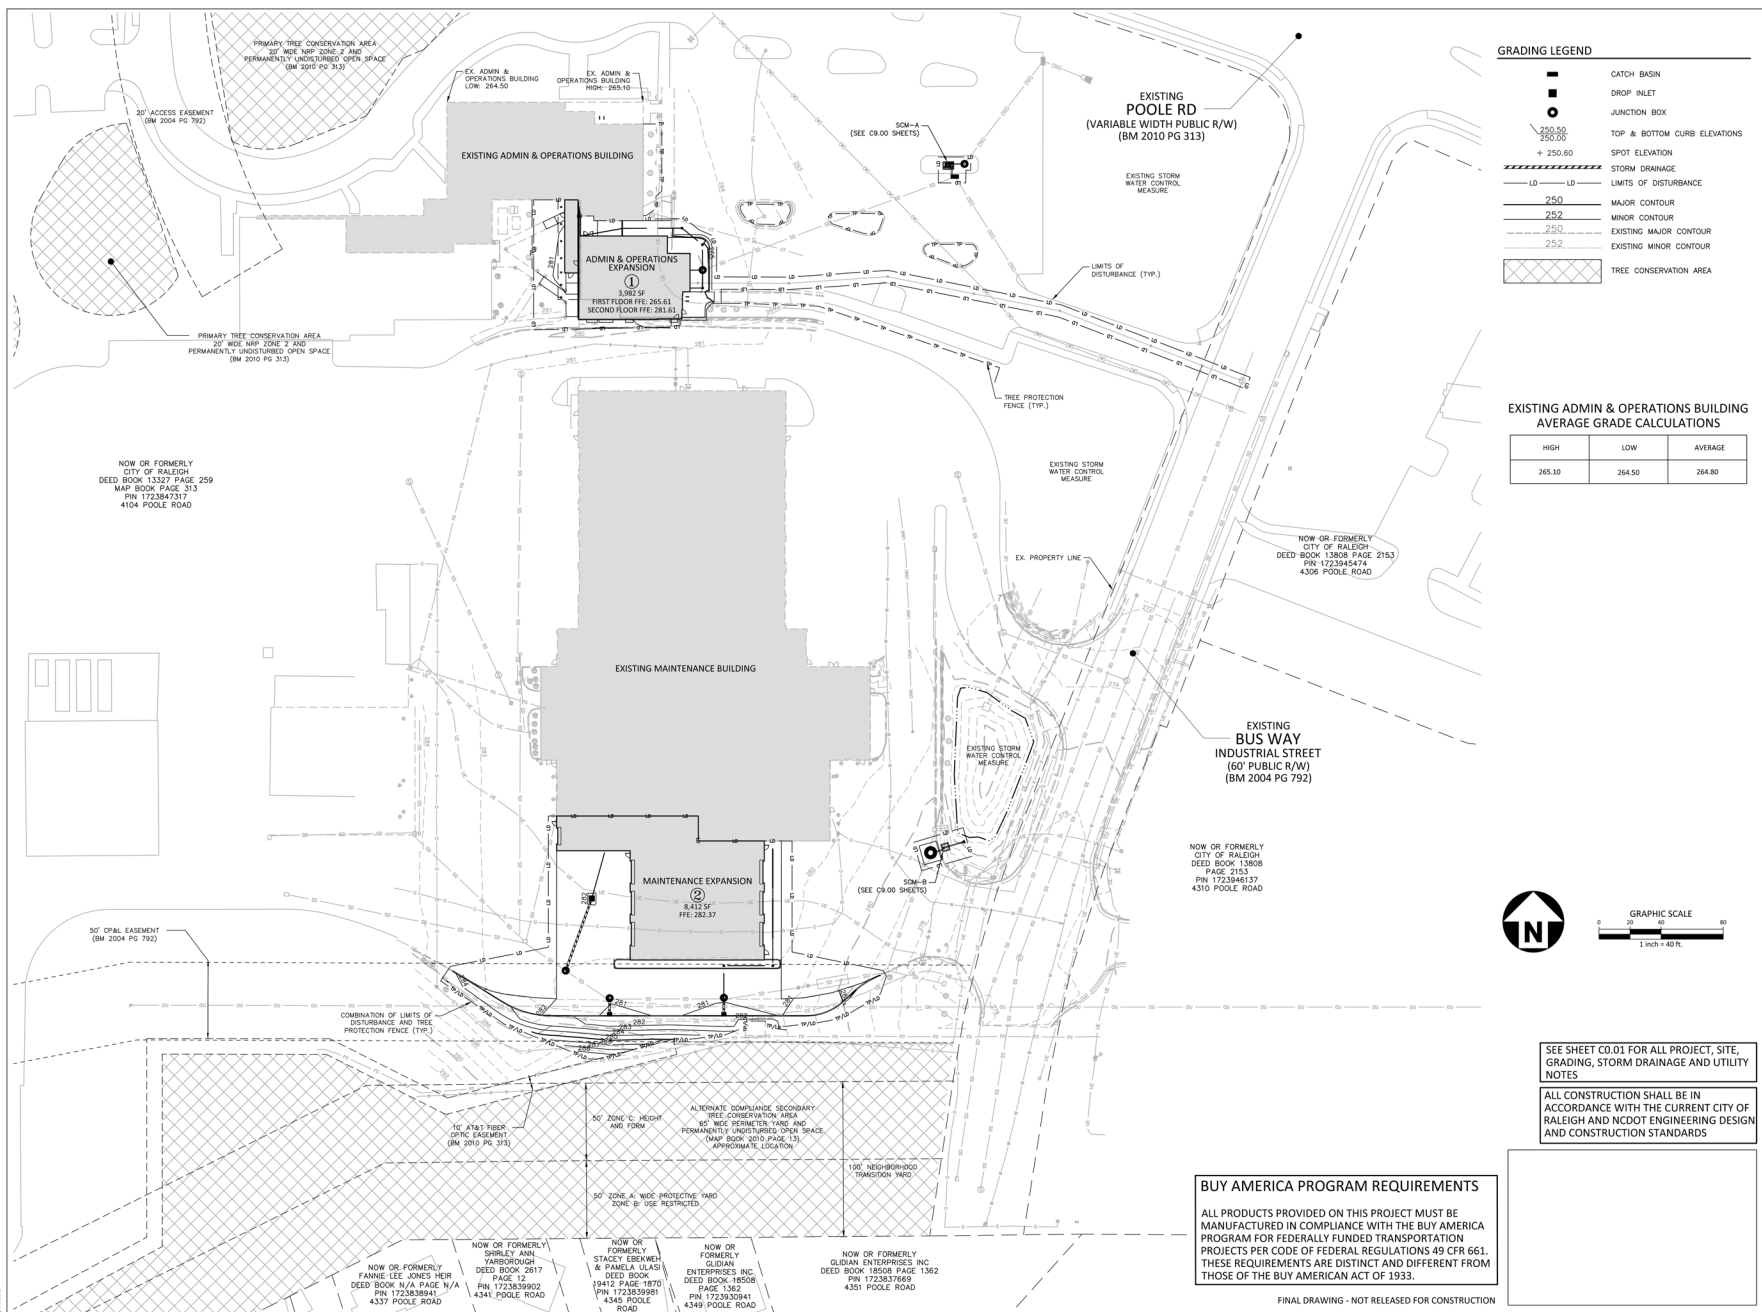 PRIMARY TREE CONSERVATION AREA
20' WIDE NRP ZONE 2 AND
PERMANENTLY UNDISTURBED OPEN SPACE
(BM 2010 PG 313)
20' ACCESS EASEMENT
(BM 2004 PG 792)
EX. ADMIN &
OPERATIONS BUILDING
LOW: 264.50
EX. ADMIN &
OPERATIONS BUILDING
HIGH: 265.10
EXISTING ADMIN & OPERATIONS BUILDING
SCM-A
(SEE C9.00 SHEETS)
EXISTING
POOLE RD
(VARIABLE WIDTH PUBLIC R/W)
(BM 2010 PG 313)
EXISTING STORM
WATER CONTROL
MEASURE
ADMIN & OPERATIONS
EXPANSION
1
3,982 SF
FIRST FLOOR FFE: 265.61
SECOND FLOOR FFE: 281.61
LIMITS OF
DISTURBANCE (TYP.)
PRIMARY TREE CONSERVATION AREA
20' WIDE NRP ZONE 2 AND
PERMANENTLY UNDISTURBED OPEN SPACE
(BM 2010 PG 313)
TREE PROTECTION
FENCE (TYP.)
NOW OR FORMERLY
CITY OF RALEIGH
DEED BOOK 13327 PAGE 259
MAP BOOK PAGE 313
PIN 1723847317
4104 POOLE ROAD
EXISTING STORM
WATER CONTROL
MEASURE
EX. PROPERTY LINE
NOW OR FORMERLY
CITY OF RALEIGH
DEED BOOK 13808 PAGE 2153
PIN 1723945474
4306 POOLE ROAD
EXISTING MAINTENANCE BUILDING
EXISTING
BUS WAY
INDUSTRIAL STREET
(60' PUBLIC R/W)
(BM 2004 PG 792)
EXISTING STORM
WATER CONTROL
MEASURE
MAINTENANCE EXPANSION
2
8,412 SF
FFE: 282.37
SCM-B
(SEE C9.00 SHEETS)
NOW OR FORMERLY
CITY OF RALEIGH
DEED BOOK 13808
PAGE 2153
PIN 1723946137
4310 POOLE ROAD
50' CP&L EASEMENT
(BM 2004 PG 792)
COMBINATION OF LIMITS OF
DISTURBANCE AND TREE
PROTECTION FENCE (TYP.)
10' AT&T FIBER
OPTIC EASEMENT
(BM 2010 PG 313)
50' ZONE C: HEIGHT
AND FORM
ALTERNATE COMPLIANCE SECONDARY
TREE CONSERVATION AREA
65' WIDE PERIMETER YARD AND
PERMANENTLY UNDISTURBED OPEN SPACE
(MAP BOOK 2010 PAGE 13)
APPROXIMATE LOCATION
100' NEIGHBORHOOD
TRANSITION YARD
50' ZONE A: WIDE PROTECTIVE YARD
ZONE B: USE RESTRICTED
NOW OR FORMERLY
FANNIE LEE JONES HEIR
DEED BOOK N/A PAGE N/A
PIN 1723838941
4337 POOLE ROAD
NOW OR FORMERLY
SHIRLEY ANN
YARBOROUGH
DEED BOOK 2617
PAGE 12
PIN 1723839902
4341 POOLE ROAD
NOW OR
FORMERLY
STACEY EBEKWEH
& PAMELA ULASI
DEED BOOK
19412 PAGE 1870
PIN 1723839981
4345 POOLE
ROAD
NOW OR
FORMERLY
GLIDIAN
ENTERPRISES INC
DEED BOOK 18508
PAGE 1362
PIN 1723930941
4349 POOLE ROAD
NOW OR FORMERLY
GLIDIAN ENTERPRISES INC
DEED BOOK 18508 PAGE 1362
PIN 1723837669
4351 POOLE ROAD
GRADING LEGEND
CATCH BASIN
DROP INLET
JUNCTION BOX
250.50
250.00
TOP & BOTTOM CURB ELEVATIONS
+ 250.60 SPOT ELEVATION
STORM DRAINAGE
LD LD LIMITS OF DISTURBANCE
250 MAJOR CONTOUR
252 MINOR CONTOUR
250 EXISTING MAJOR CONTOUR
252 EXISTING MINOR CONTOUR
TREE CONSERVATION AREA
EXISTING ADMIN & OPERATIONS BUILDING
AVERAGE GRADE CALCULATIONS
HIGH LOW AVERAGE
265.10 264.50 264.80
N
GRAPHIC SCALE
0 20 40 80
1 inch = 40 ft.
SEE SHEET C0.01 FOR ALL PROJECT, SITE,
GRADING, STORM DRAINAGE AND UTILITY
NOTES
ALL CONSTRUCTION SHALL BE IN
ACCORDANCE WITH THE CURRENT CITY OF
RALEIGH AND NCDOT ENGINEERING DESIGN
AND CONSTRUCTION STANDARDS
BUY AMERICA PROGRAM REQUIREMENTS
ALL PRODUCTS PROVIDED ON THIS PROJECT MUST BE
MANUFACTURED IN COMPLIANCE WITH THE BUY AMERICA
PROGRAM FOR FEDERALLY FUNDED TRANSPORTATION
PROJECTS PER CODE OF FEDERAL REGULATIONS 49 CFR 661.
THESE REQUIREMENTS ARE DISTINCT AND DIFFERENT FROM
THOSE OF THE BUY AMERICAN ACT OF 1933.
FINAL DRAWING - NOT RELEASED FOR CONSTRUCTION